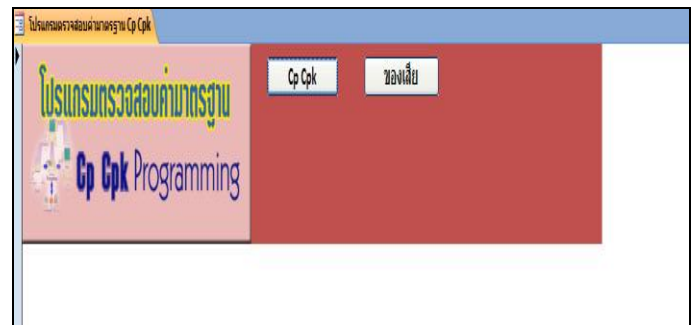 โปรแกรมตรวจสอบค่ามาตรฐาน Cp Cpk
โปรแกรมตรวจสอบค่ามาตรฐาน
Cp Cpk Programming
Cp Cpk
ของเสีย